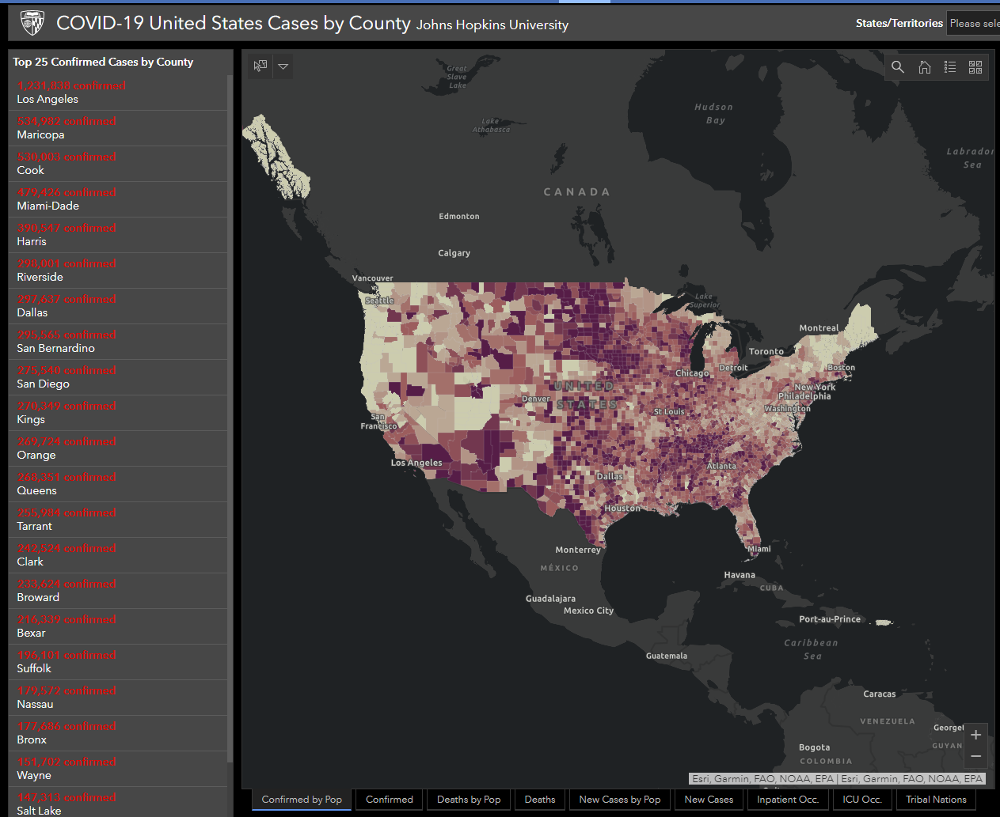 COVID-19 United States Cases by County Johns Hopkins University
States/Territories
Please sele
Top 25 Confirmed Cases by County
1,231,838 confirmed
Los Angeles
534,982 confirmed
Maricopa
530,003 confirmed
Cook
479,426 confirmed
Miami-Dade
390,547 confirmed
Harris
298,001 confirmed
Riverside
297,637 confirmed
Dallas
295,565 confirmed
San Bernardino
275,540 confirmed
San Diego
270,349 confirmed
Kings
269,724 confirmed
Orange
268,351 confirmed
Queens
255,984 confirmed
Tarrant
242,524 confirmed
Clark
233,624 confirmed
Broward
216,339 confirmed
Bexar
196,101 confirmed
Suffolk
179,572 confirmed
Nassau
177,686 confirmed
Bronx
151,702 confirmed
Wayne
147,313 confirmed
Salt Lake
Great
Slave
Lake
Lake
Athabasca
Hudson
Bay
Labrador
Sea
CANADA
Edmonton
Calgary
Vancouver
Seattle
Lake
Superior
Montreal
Toronto
Boston
Detroit
Chicago
New York
Philadelphia
Washington
UNITED
STATES
Denver
St Louis
San
Francisco
Los Angeles
Atlanta
Dallas
Houston
Monterrey
Miami
MÉXICO
Havana
CUBA
Guadalajara
Mexico City
Port-au-Prince
Caribbean
Sea
Guatemala
Caracas
VENEZUELA
Georget
GUYAN
Bogota
COLOMBIA
Esri, Garmin, FAO, NOAA, EPA | Esri, Garmin, FAO, NOAA, EPA
Confirmed by Pop
Confirmed
Deaths by Pop
Deaths
New Cases by Pop
New Cases
Inpatient Occ.
ICU Occ.
Tribal Nations